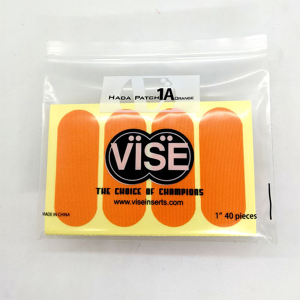 HADA PATCH 1A ORANGE
VISE
THE CHOICE OF CHAMPIONS
www.viseinserts.com
MADE IN CHINA
1" 40 pieces